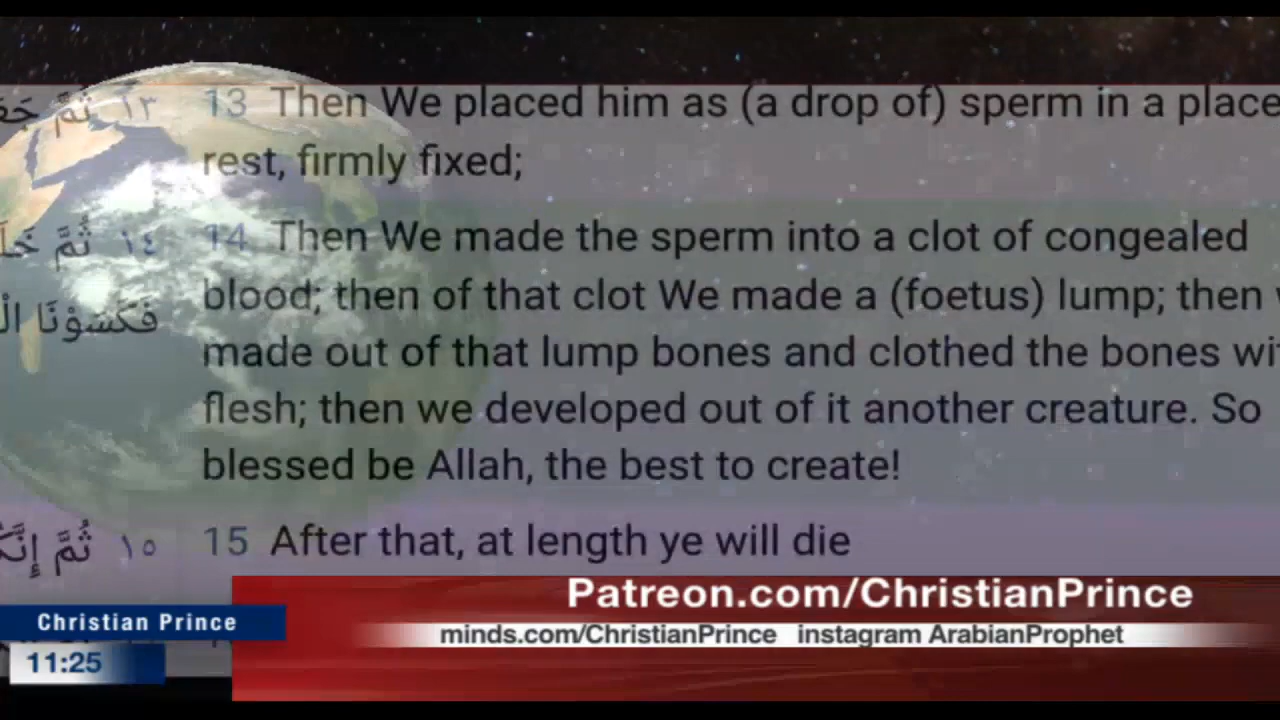 ١٣ ثُمَّ
13 Then We placed him as (a drop of) sperm in a place
rest, firmly fixed;
١٤ ثُمَّ
14 Then We made the sperm into a clot of congealed
blood; then of that clot We made a (foetus) lump; then
فَكَسَوْنَا
made out of that lump bones and clothed the bones
flesh; then we developed out of it another creature. So
blessed be Allah, the best to create!
١٥ ثُمَّ
15 After that, at length ye will die
Patreon.com/ChristianPrince
Christian Prince
minds.com/ChristianPrince instagram ArabianProphet
11:25